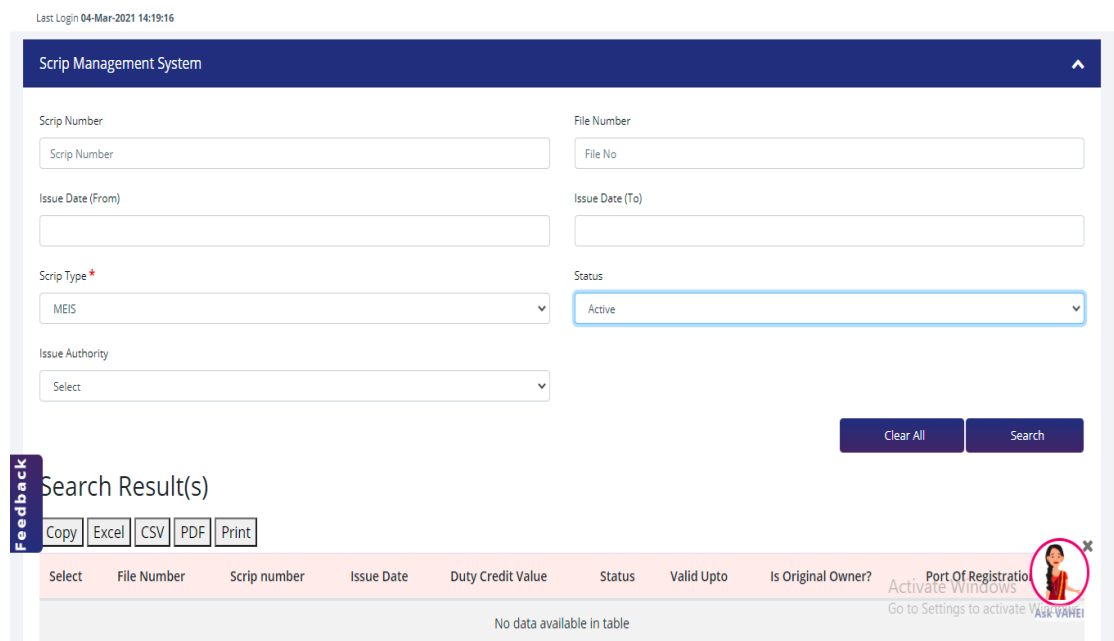 Last Login 04-Mar-2021 14:19:16
Scrip Management System
Scrip Number File Number
Scrip Number File No
Issue Date (From) Issue Date (To)
Scrip Type * Status
MEIS Active
Issue Authority
Select
Clear All Search
Feedback
Search Result(s)
Copy Excel CSV PDF Print
Select File Number Scrip number Issue Date Duty Credit Value Status Valid Upto Is Original Owner? Port Of Registration
Activate Windows
Go to Settings to activate Windows
Ask VAHEI
No data available in table